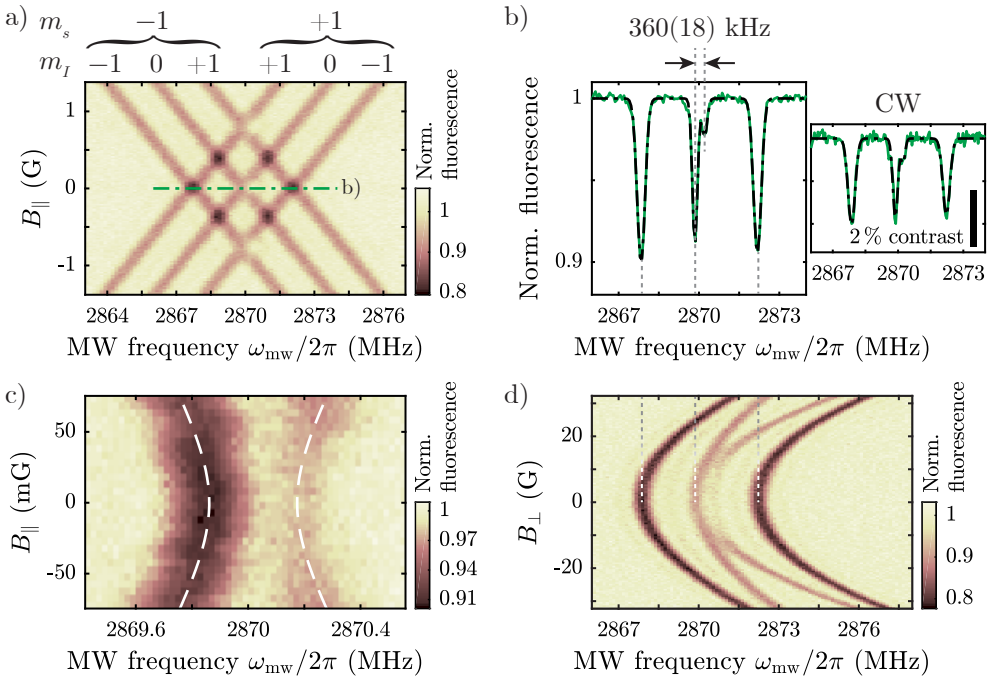 a)
m_s
−1
+1
m_I
−1 0 +1 +1 0 −1
B_∥ (G)
1
0
-1
b)
2864 2867 2870 2873 2876
MW frequency ω_mw/2π (MHz)
Norm.
fluorescence
1
0.9
0.8
b)
360(18) kHz
Norm. fluorescence
1
0.9
2867 2870 2873
MW frequency ω_mw/2π (MHz)
CW
2 % contrast
2867 2870 2873
c)
B_∥ (mG)
50
0
-50
2869.6 2870 2870.4
MW frequency ω_mw/2π (MHz)
Norm.
fluorescence
1
0.97
0.94
0.91
d)
B_⊥ (G)
20
0
-20
2867 2870 2873 2876
MW frequency ω_mw/2π (MHz)
Norm.
fluorescence
1
0.9
0.8